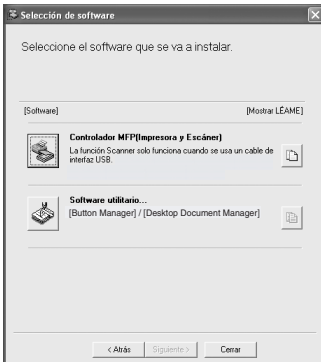 Selección de software
Seleccione el software que se va a instalar.
[Software] [Mostrar LÉAME]
Controlador MFP(Impresora y Escáner)
La función Scanner solo funciona cuando se usa un cable de
interfaz USB.
Software utilitario...
[Button Manager] / [Desktop Document Manager]
< Atrás Siguiente > Cerrar